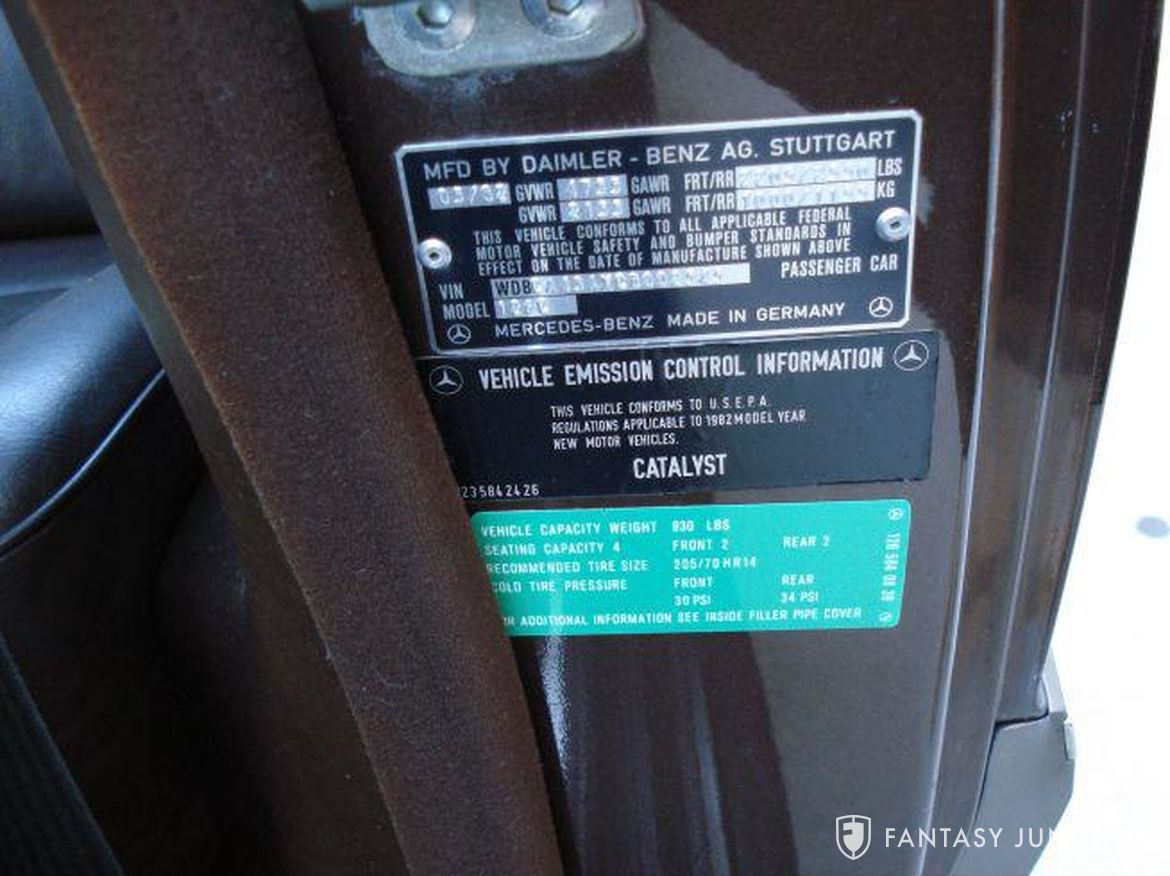 MFD BY DAIMLER - BENZ AG. STUTTGART
GVWR GAWR FRT/RR LBS
GVWR GAWR FRT/RR KG
THIS VEHICLE CONFORMS TO ALL APPLICABLE FEDERAL
MOTOR VEHICLE SAFETY AND BUMPER STANDARDS IN
EFFECT ON THE DATE OF MANUFACTURE SHOWN ABOVE
VIN PASSENGER CAR
MODEL
MERCEDES-BENZ MADE IN GERMANY
VEHICLE EMISSION CONTROL INFORMATION
THIS VEHICLE CONFORMS TO U.S.E.P.A.
REGULATIONS APPLICABLE TO 1982 MODEL YEAR
NEW MOTOR VEHICLES.
CATALYST
235842426
VEHICLE CAPACITY WEIGHT 930 LBS
SEATING CAPACITY 4 FRONT 2 REAR 2
RECOMMENDED TIRE SIZE 205/70 HR14
COLD TIRE PRESSURE FRONT REAR
30 PSI 34 PSI
OR ADDITIONAL INFORMATION SEE INSIDE FILLER PIPE COVER
FANTASY JUN